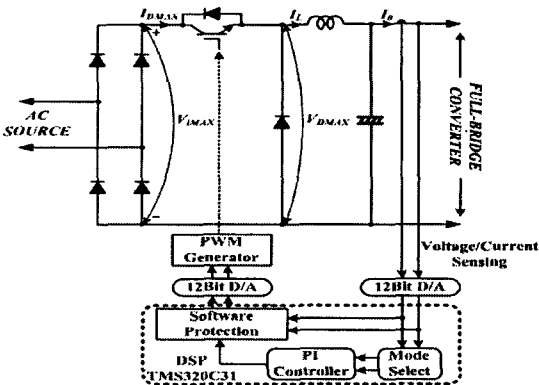 I_DMAX
I_L
I_o
+
AC
SOURCE
V_iMAX
V_DMAX
FULL-BRIDGE
CONVERTER
−
PWM
Generator
Voltage/Current
Sensing
12Bit D/A
12Bit D/A
Software
Protection
DSP
TMS320C31
PI
Controller
Mode
Select